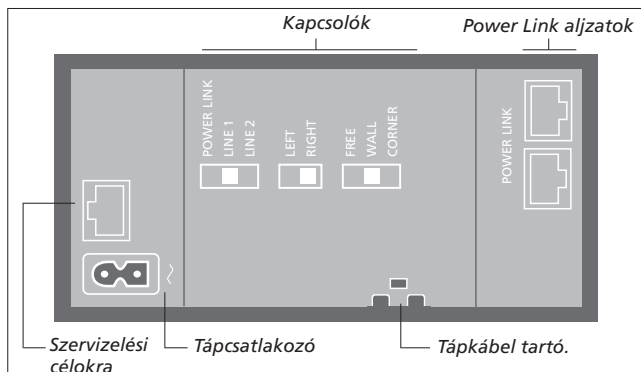 Kapcsolók
Power Link aljzatok
POWER LINK
LINE 1
LINE 2
LEFT
RIGHT
FREE
WALL
CORNER
POWER LINK
Szervizelési
célokra
Tápcsatlakozó
Tápkábel tartó.